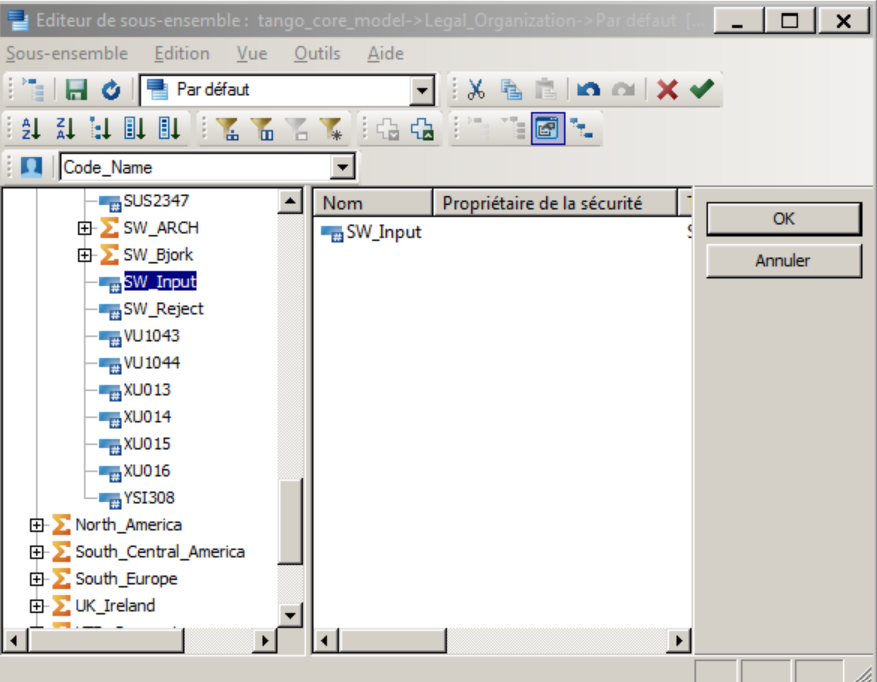 Editeur de sous-ensemble : tango_core_model->Legal_Organization->Par défaut [...
Sous-ensemble Edition Vue Outils Aide
Par défaut
Code_Name
SUS2347
SW_ARCH
SW_Bjork
SW_Input
SW_Reject
VU1043
VU1044
XU013
XU014
XU015
XU016
YSI308
North_America
South_Central_America
South_Europe
UK_Ireland
Nom Propriétaire de la sécurité
SW_Input
OK
Annuler